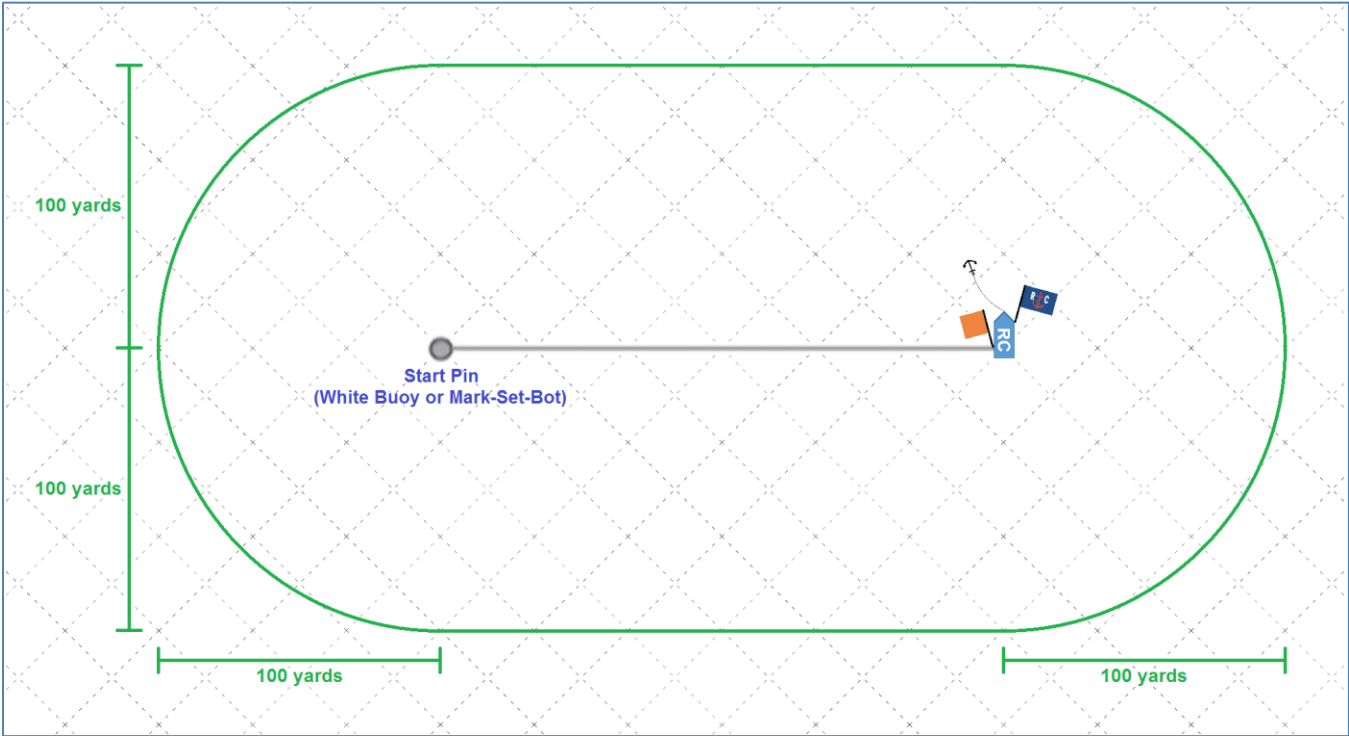 100 yards
R C
RC
Start Pin
(White Buoy or Mark-Set-Bot)
100 yards
100 yards
100 yards